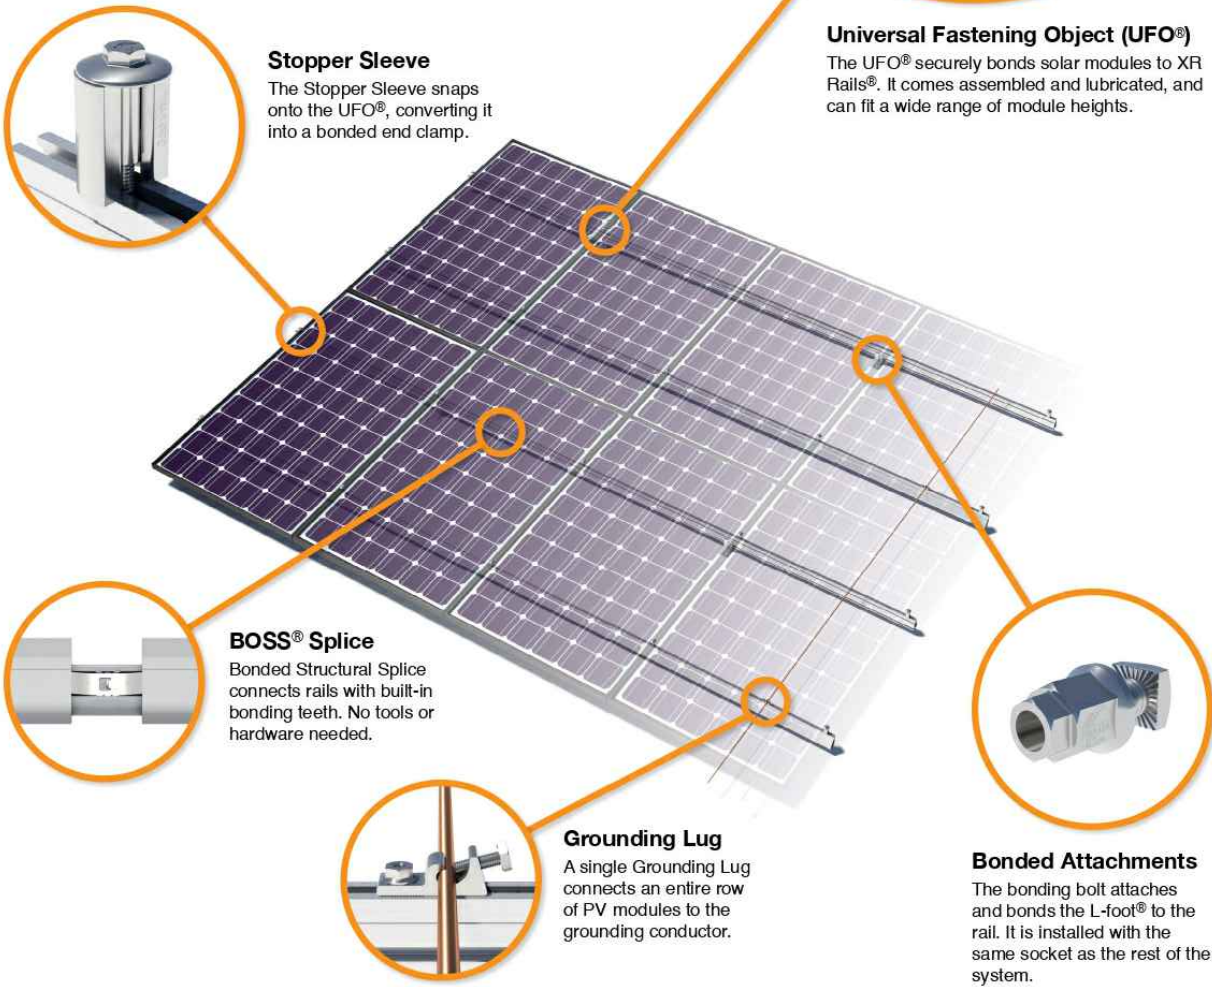 Universal Fastening Object (UFO®)
The UFO® securely bonds solar modules to XR
Rails®. It comes assembled and lubricated, and
can fit a wide range of module heights.
Stopper Sleeve
The Stopper Sleeve snaps
onto the UFO®, converting it
into a bonded end clamp.
BOSS® Splice
Bonded Structural Splice
connects rails with built-in
bonding teeth. No tools or
hardware needed.
Grounding Lug
A single Grounding Lug
connects an entire row
of PV modules to the
grounding conductor.
Bonded Attachments
The bonding bolt attaches
and bonds the L-foot® to the
rail. It is installed with the
same socket as the rest of the
system.